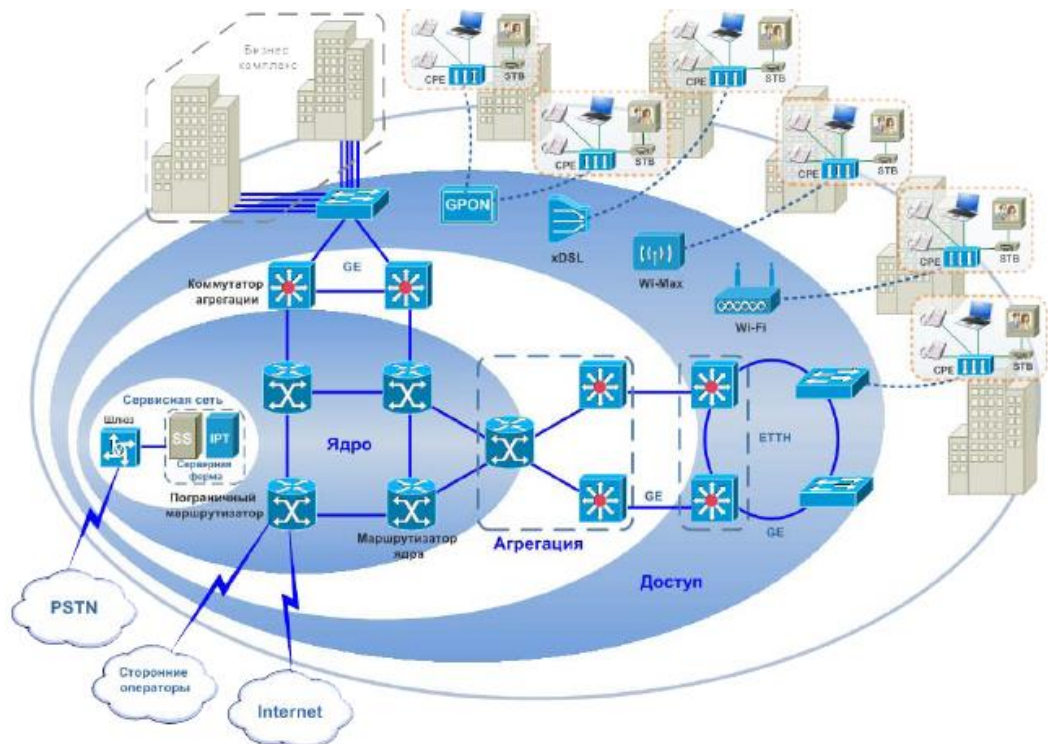 Бизнес
комплекс
CPE
STB
CPE
STB
CPE
STB
CPE
STB
CPE
STB
CPE
STB
GPON
xDSL
Wi-Max
Wi-Fi
GE
Коммутатор
агрегации
Сервисная сеть
Шлюз
SS
IPT
Серверная
ферма
Ядро
Пограничный
маршрутизатор
Маршрутизатор
ядра
Агрегация
GE
ETTH
GE
Доступ
PSTN
Сторонние
операторы
Internet